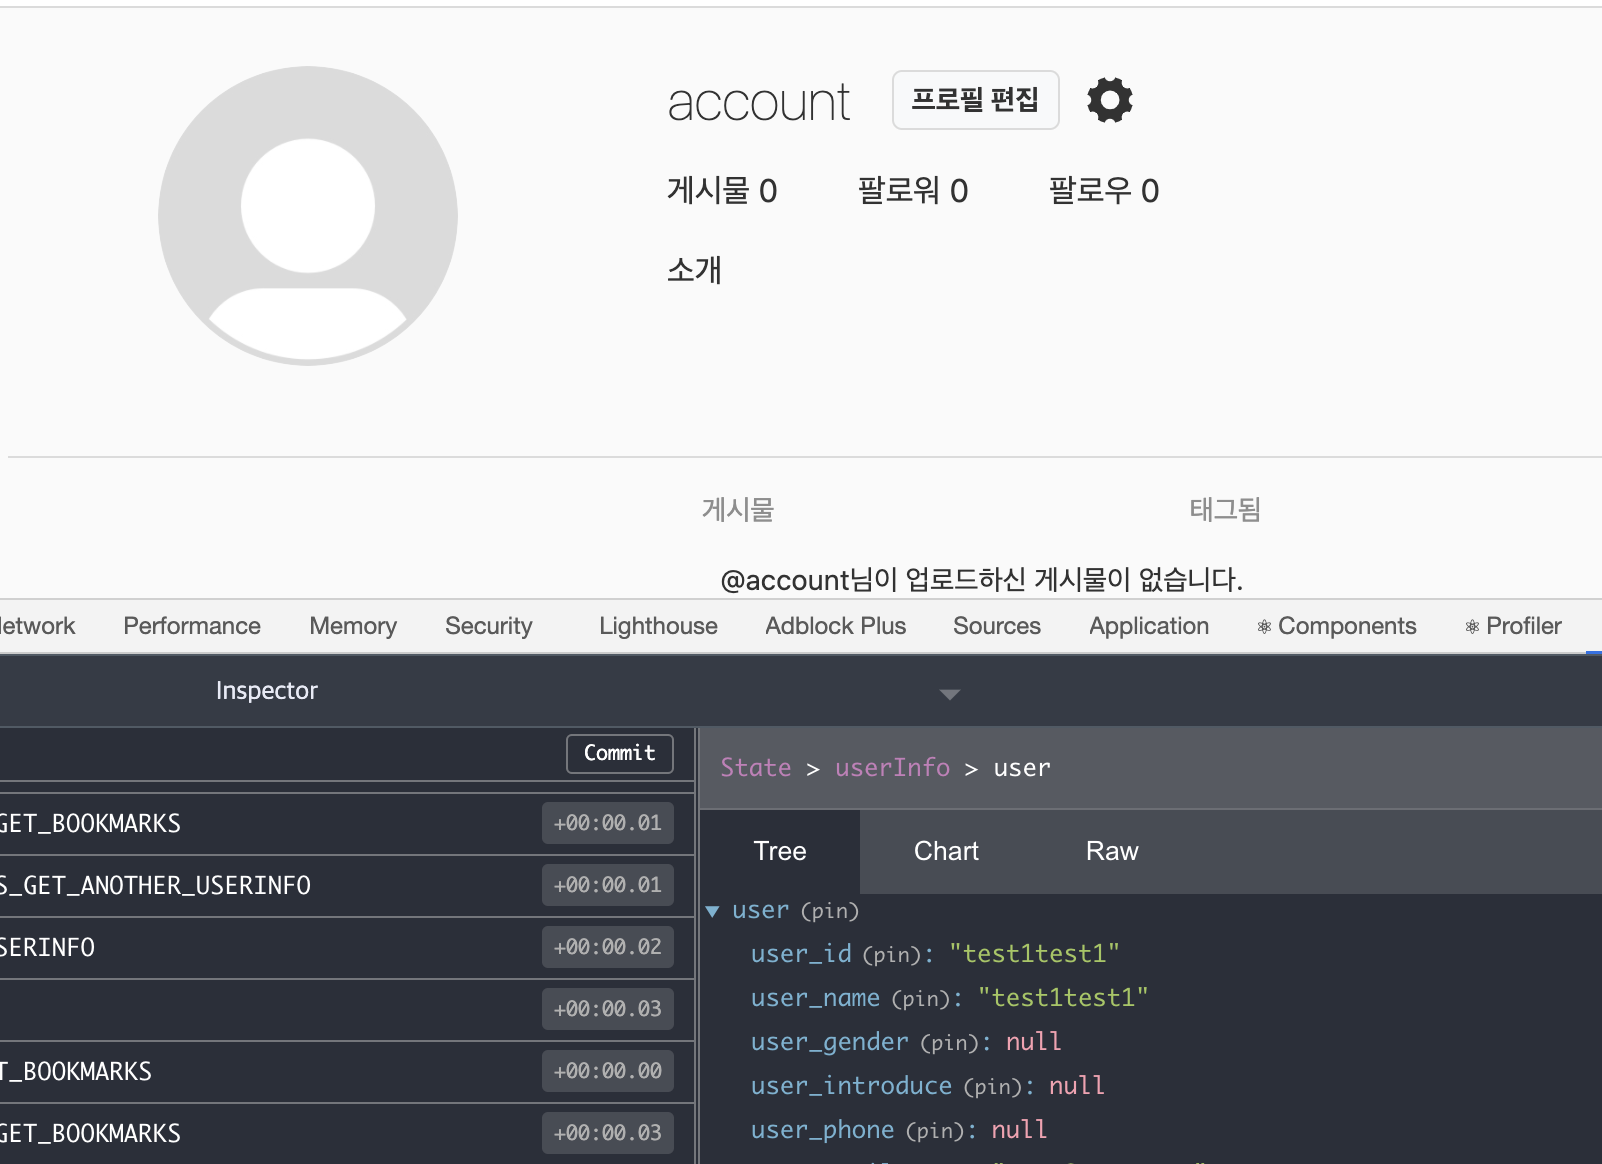 account 프로필 편집
게시물 0 팔로워 0 팔로우 0
소개
게시물 태그됨
@account님이 업로드하신 게시물이 없습니다.
etwork Performance Memory Security Lighthouse Adblock Plus Sources Application ⚛ Components ⚛ Profiler
Inspector
Commit
State > userInfo > user
GET_BOOKMARKS +00:00.01
Tree Chart Raw
S_GET_ANOTHER_USERINFO +00:00.01
user (pin)
SERINFO +00:00.02
user_id (pin): "test1test1"
user_name (pin): "test1test1"
+00:00.03
user_gender (pin): null
T_BOOKMARKS +00:00.00
user_introduce (pin): null
GET_BOOKMARKS +00:00.03
user_phone (pin): null